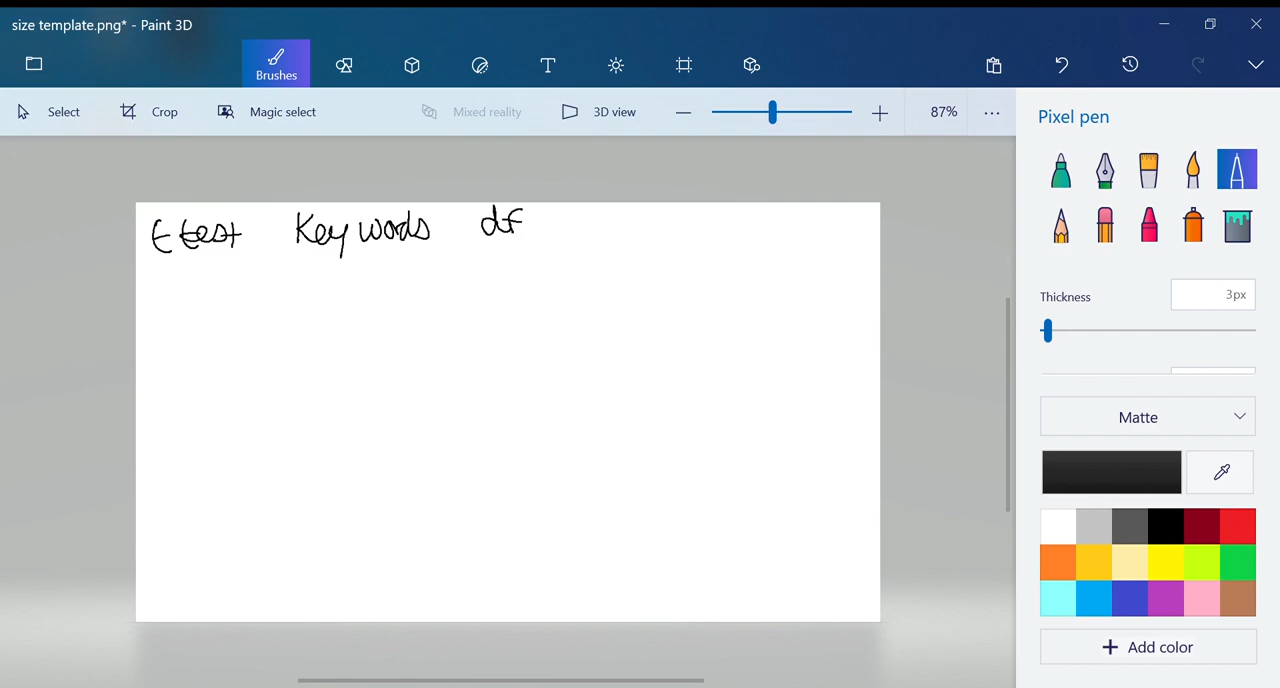 size template.png* - Paint 3D
Brushes
Select Crop Magic select Mixed reality 3D view 87%
Pixel pen
t test Keywords df
Thickness 3px
Matte
Add color